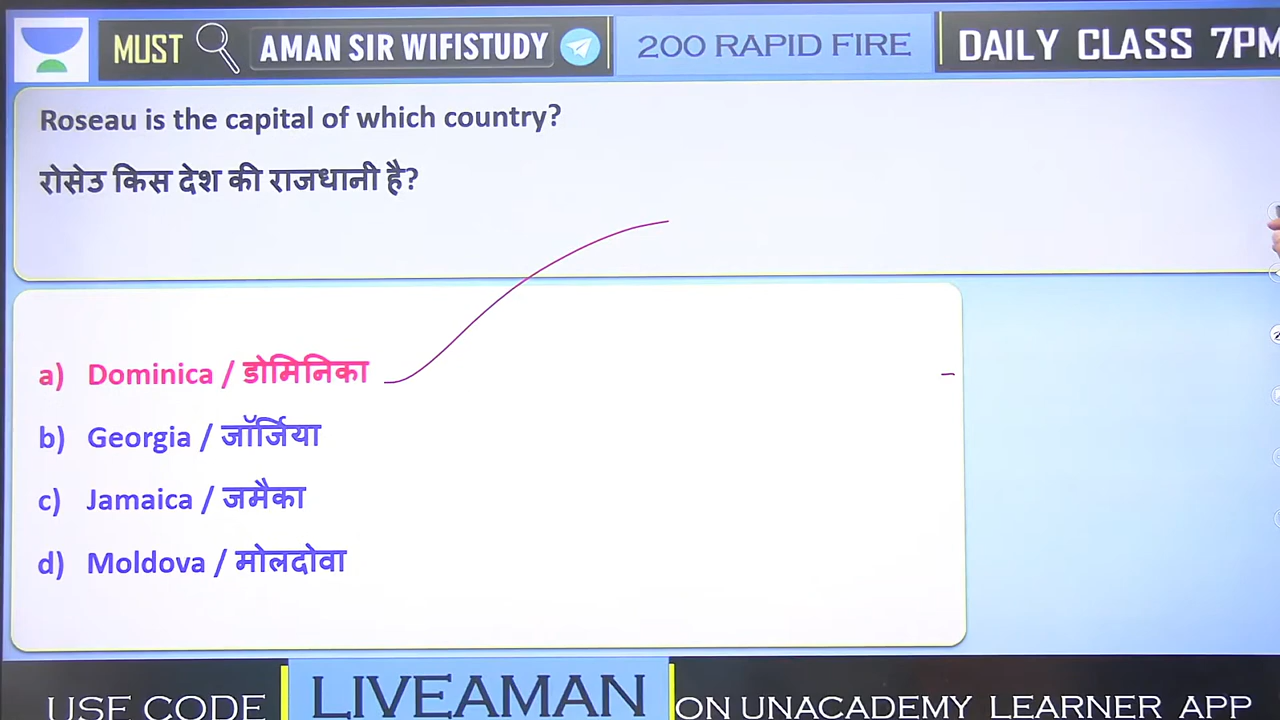 MUST AMAN SIR WIFISTUDY 200 RAPID FIRE DAILY CLASS 7PM
Roseau is the capital of which country?
रोसेउ किस देश की राजधानी है?
a) Dominica / डोमिनिका
b) Georgia / जॉर्जिया
c) Jamaica / जमैका
d) Moldova / मोलदोवा
USE CODE LIVEAMAN ON UNACADEMY LEARNER APP